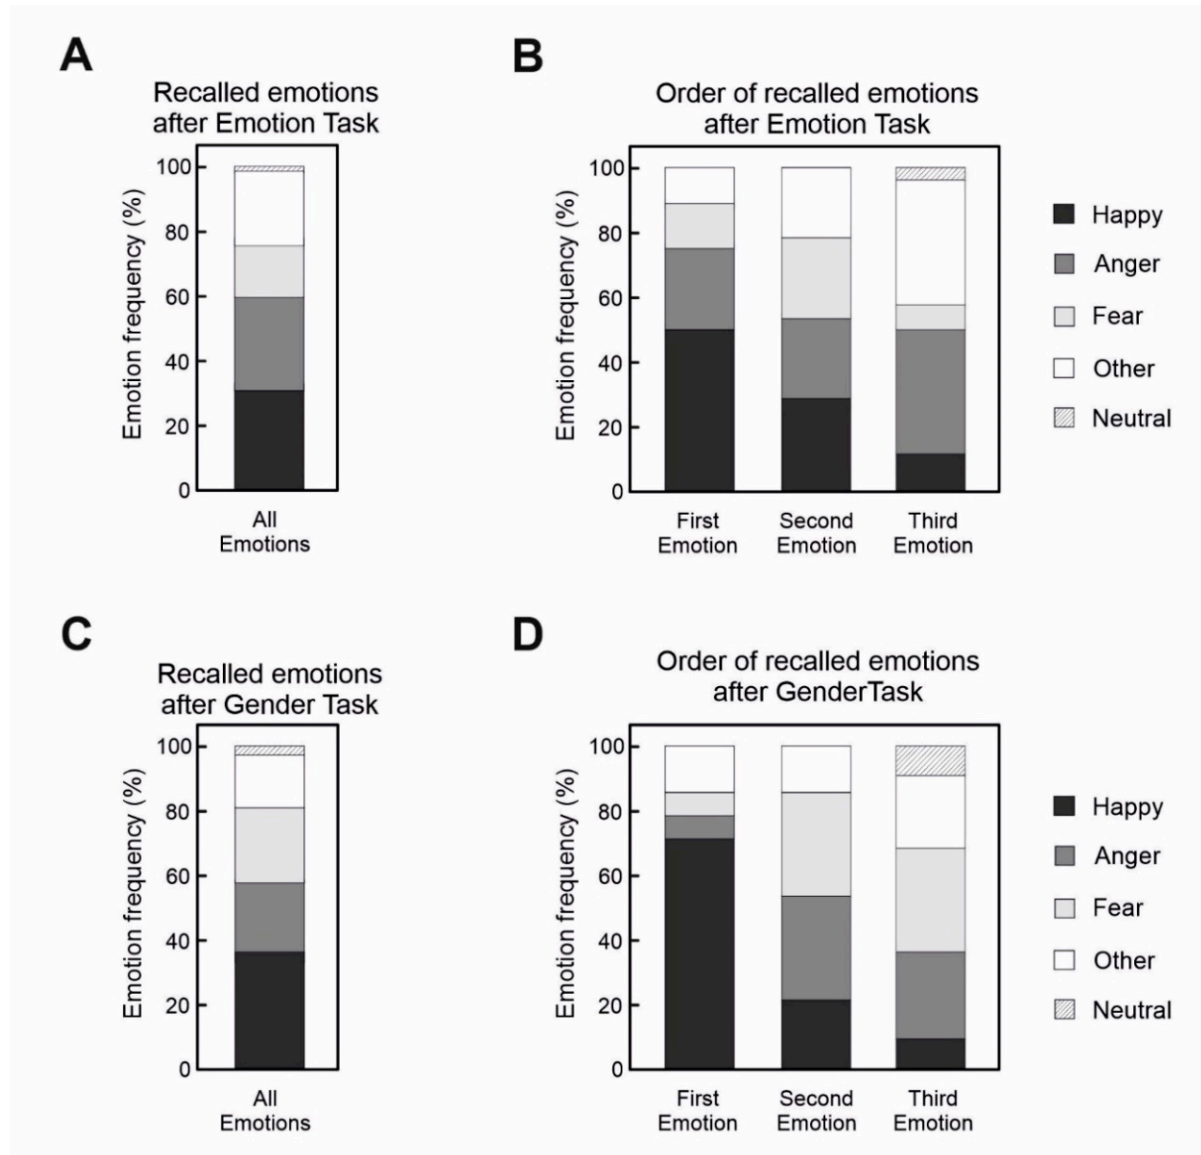 A
Recalled emotions
after Emotion Task
Emotion frequency (%)
100
80
60
40
20
0
All
Emotions
B
Order of recalled emotions
after Emotion Task
Emotion frequency (%)
100
80
60
40
20
0
First
Emotion
Second
Emotion
Third
Emotion
Happy
Anger
Fear
Other
Neutral
C
Recalled emotions
after Gender Task
Emotion frequency (%)
100
80
60
40
20
0
All
Emotions
D
Order of recalled emotions
after GenderTask
Emotion frequency (%)
100
80
60
40
20
0
First
Emotion
Second
Emotion
Third
Emotion
Happy
Anger
Fear
Other
Neutral